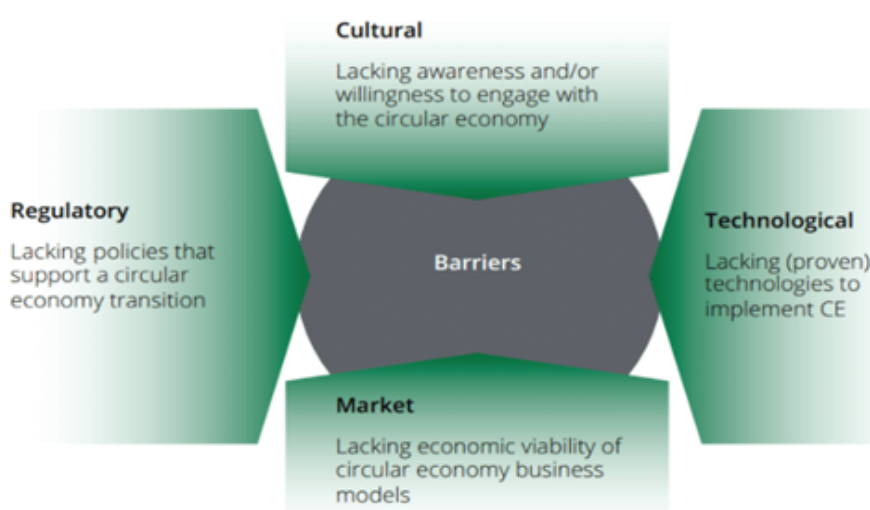 Cultural
Lacking awareness and/or
willingness to engage with
the circular economy
Regulatory
Lacking policies that
support a circular
economy transition
Barriers
Technological
Lacking (proven)
technologies to
implement CE
Market
Lacking economic viability of
circular economy business
models